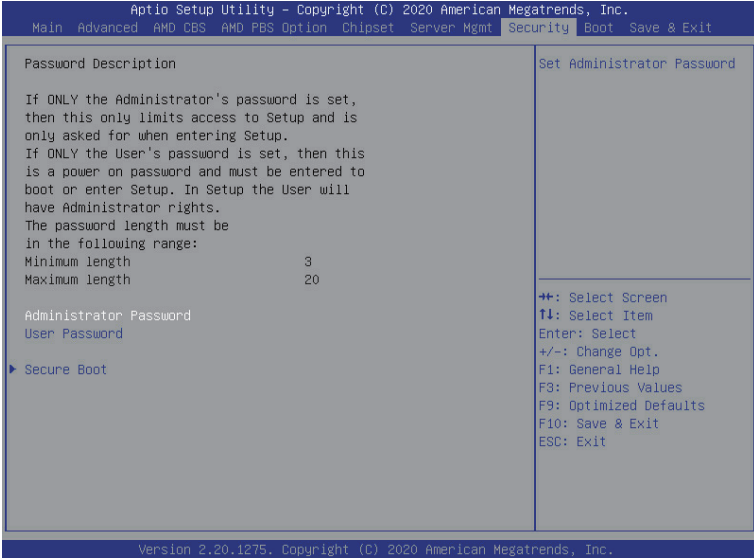 Aptio Setup Utility – Copyright (C) 2020 American Megatrends, Inc.
Main Advanced AMD CBS AMD PBS Option Chipset Server Mgmt Security Boot Save & Exit
Password Description
If ONLY the Administrator's password is set,
then this only limits access to Setup and is
only asked for when entering Setup.
If ONLY the User's password is set, then this
is a power on password and must be entered to
boot or enter Setup. In Setup the User will
have Administrator rights.
The password length must be
in the following range:
Minimum length 3
Maximum length 20
Administrator Password
User Password
Secure Boot
Set Administrator Password
→←: Select Screen
↑↓: Select Item
Enter: Select
+/-: Change Opt.
F1: General Help
F3: Previous Values
F9: Optimized Defaults
F10: Save & Exit
ESC: Exit
Version 2.20.1275. Copyright (C) 2020 American Megatrends, Inc.